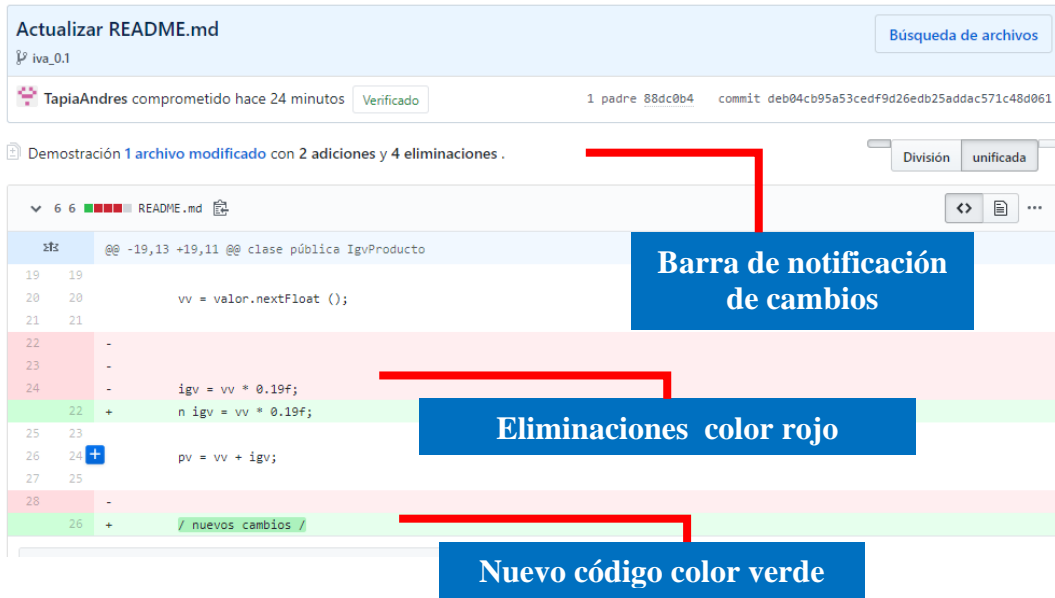 Actualizar README.md
Búsqueda de archivos
iva_0.1
TapiaAndres comprometido hace 24 minutos Verificado 1 padre 88dc0b4 commit deb04cb95a53cedf9d26edb25addac571c48d061
Demostración 1 archivo modificado con 2 adiciones y 4 eliminaciones .
División unificada
6 6 README.md
@@ -19,13 +19,11 @@ clase pública IgvProducto
19 19
20 20 vv = valor.nextFloat ();
21 21
22 -
23 -
24 - igv = vv * 0.19f;
22 + n igv = vv * 0.19f;
25 23
26 24 + pv = vv + igv;
27 25
28 -
26 + / nuevos cambios /
Barra de notificación
de cambios
Eliminaciones color rojo
Nuevo código color verde